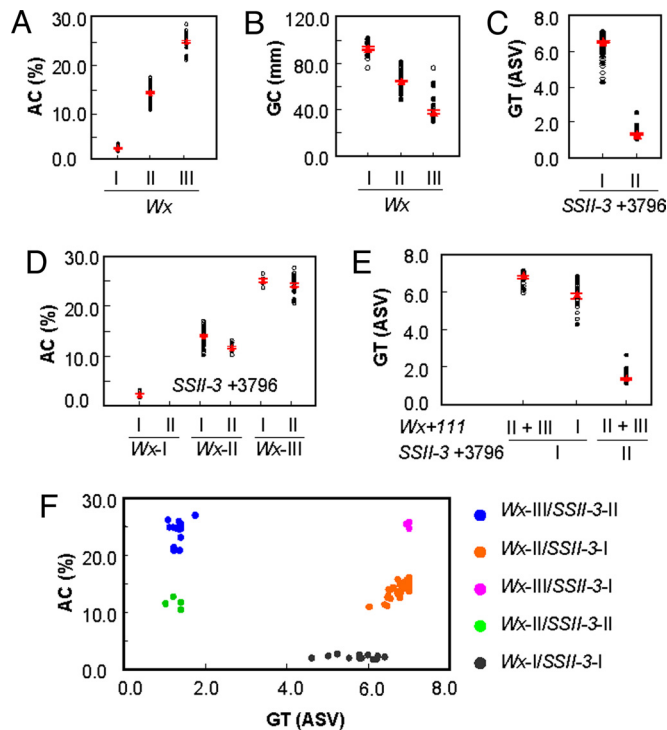 A
AC (%)
30.0
20.0
10.0
0.0
I II III
Wx
B
GC (mm)
120.0
80.0
40.0
0.0
I II III
Wx
C
GT (ASV)
8.0
6.0
4.0
2.0
0.0
I II
SSII-3 +3796
D
AC (%)
30.0
20.0
10.0
0.0
SSII-3 +3796
I II I II I II
Wx-I Wx-II Wx-III
E
GT (ASV)
8.0
6.0
4.0
2.0
0.0
Wx+111 II + III I II + III
SSII-3 +3796 I II
F
AC (%)
30.0
20.0
10.0
0.0
0.0 2.0 4.0 6.0 8.0
GT (ASV)
Wx-III/SSII-3-II
Wx-II/SSII-3-I
Wx-III/SSII-3-I
Wx-II/SSII-3-II
Wx-I/SSII-3-I